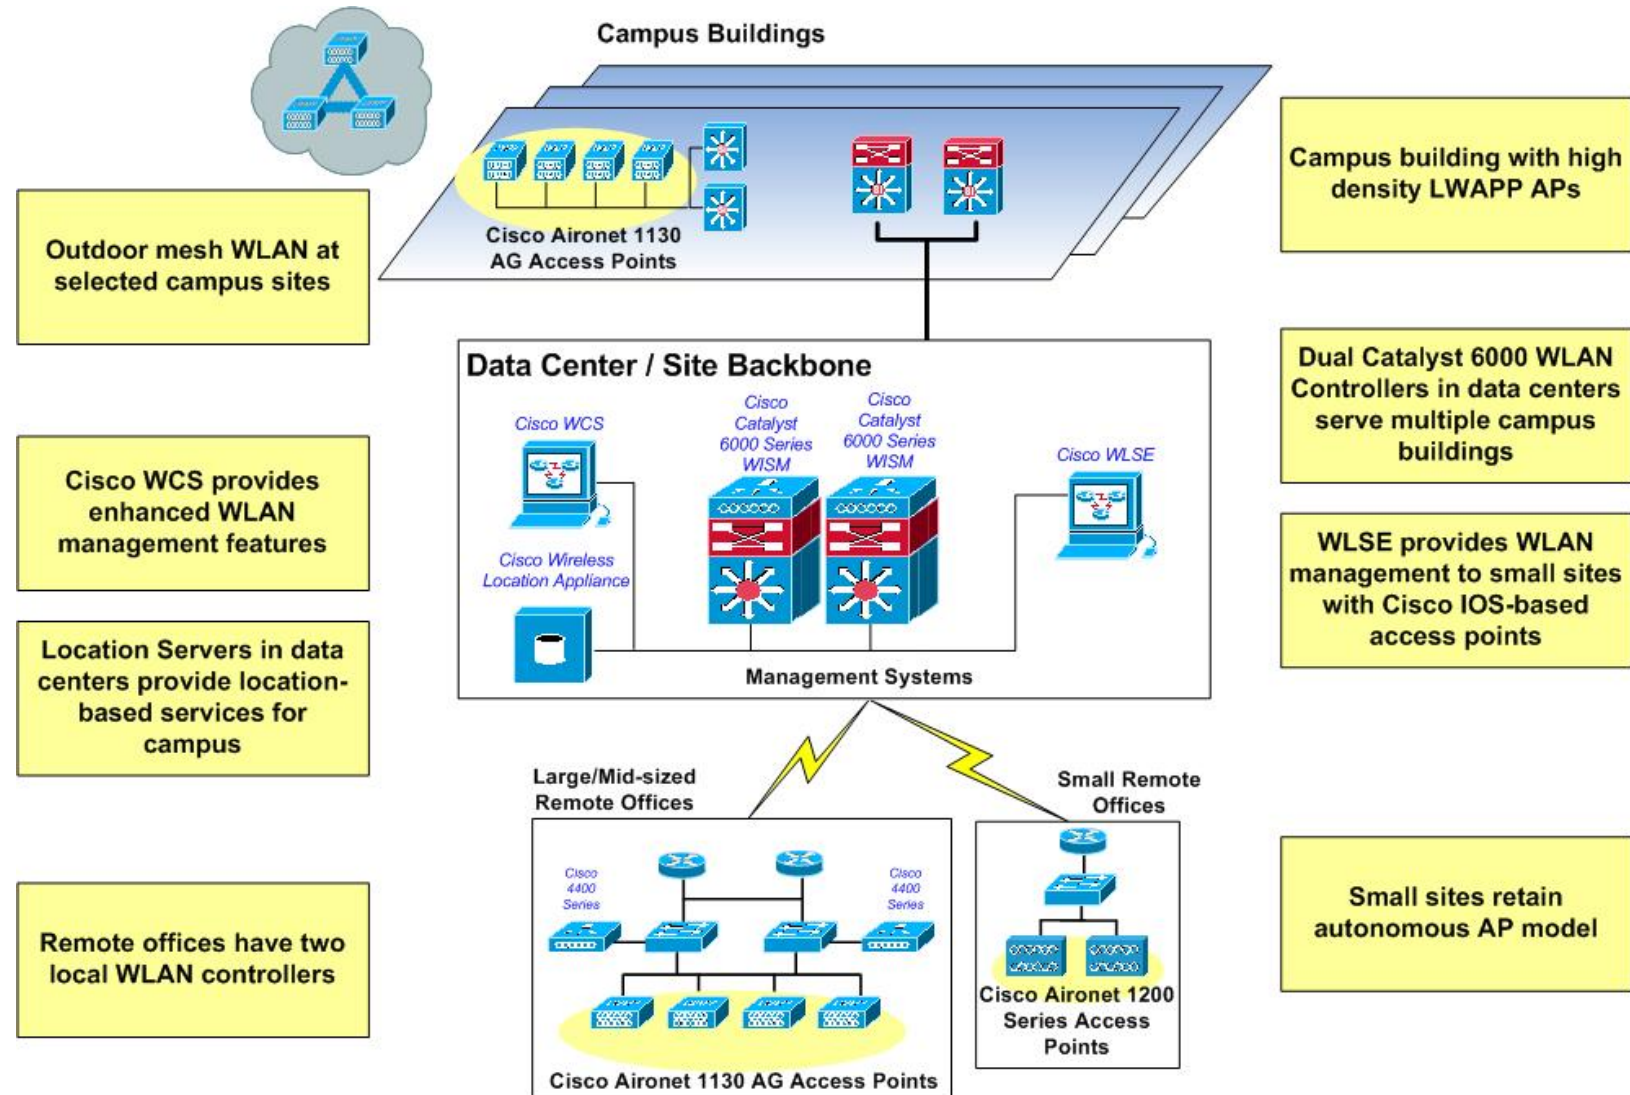 Campus Buildings
Cisco Aironet 1130
AG Access Points
Outdoor mesh WLAN at
selected campus sites
Campus building with high
density LWAPP APs
Data Center / Site Backbone
Cisco WCS
Cisco
Catalyst
6000 Series
WISM
Cisco
Catalyst
6000 Series
WISM
Cisco WLSE
Cisco Wireless
Location Appliance
Management Systems
Dual Catalyst 6000 WLAN
Controllers in data centers
serve multiple campus
buildings
Cisco WCS provides
enhanced WLAN
management features
WLSE provides WLAN
management to small sites
with Cisco IOS-based
access points
Location Servers in data
centers provide location-
based services for
campus
Large/Mid-sized
Remote Offices
Small Remote
Offices
Cisco
4400
Series
Cisco
4400
Series
Cisco Aironet 1130 AG Access Points
Cisco Aironet 1200
Series Access
Points
Remote offices have two
local WLAN controllers
Small sites retain
autonomous AP model